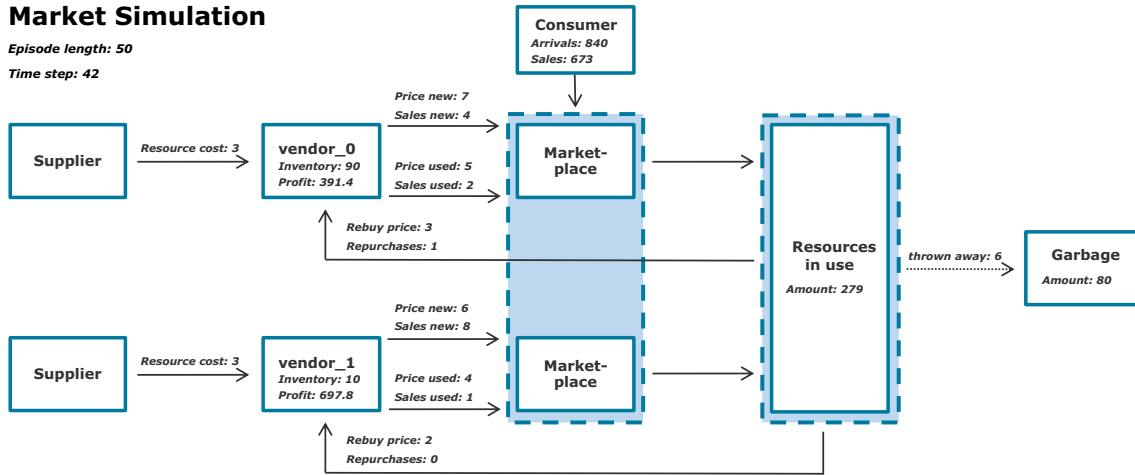 Market Simulation
Episode length: 50
Time step: 42
Consumer
Arrivals: 840
Sales: 673
Supplier
Resource cost: 3
vendor_0
Inventory: 90
Profit: 391.4
Price new: 7
Sales new: 4
Price used: 5
Sales used: 2
Market-
place
Rebuy price: 3
Repurchases: 1
Resources
in use
Amount: 279
thrown away: 6
Garbage
Amount: 80
Supplier
Resource cost: 3
vendor_1
Inventory: 10
Profit: 697.8
Price new: 6
Sales new: 8
Price used: 4
Sales used: 1
Market-
place
Rebuy price: 2
Repurchases: 0